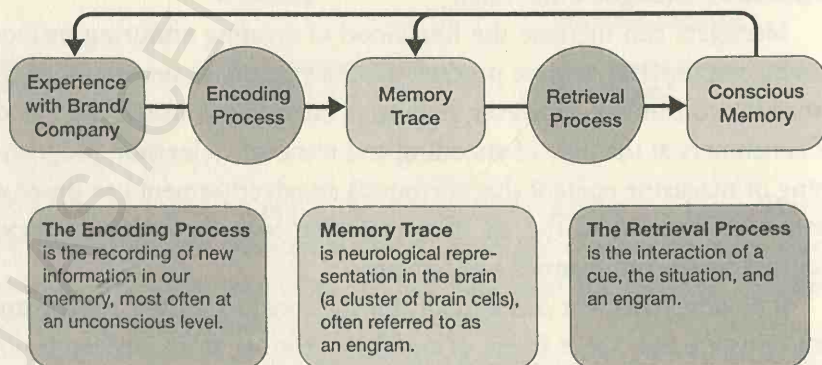 Experience
with Brand/
Company
Encoding
Process
Memory
Trace
Retrieval
Process
Conscious
Memory
The Encoding Process
is the recording of new
information in our
memory, most often at
an unconscious level.
Memory Trace
is neurological repre-
sentation in the brain
(a cluster of brain cells),
often referred to as
an engram.
The Retrieval Process
is the interaction of a
cue, the situation, and
an engram.